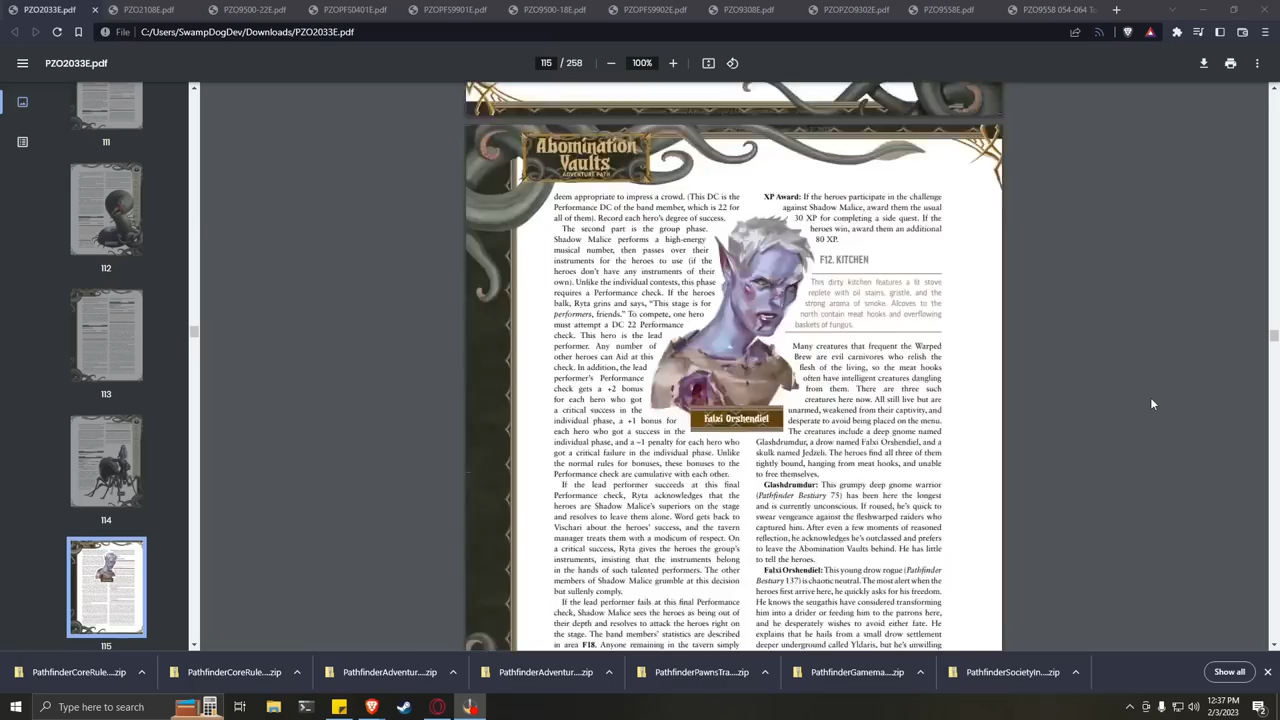 PZO2033E.pdf
PZO2108E.pdf
PZO9500-22E.pdf
PZOPFSD401E.pdf
PZOPFS9901E.pdf
PZO9500-18E.pdf
PZOPFS9902E.pdf
PZO9308E.pdf
PZOPZO9302E.pdf
PZO9558E.pdf
PZO9558 054-064 To
File
C:/Users/SwampDogDev/Downloads/PZO2033E.pdf
PZO2033E.pdf
115 / 258
100%
111
112
113
114
115
Abomination
Vaults
ADVENTURE PATH
deem appropriate to impress a crowd. (This DC is the
Performance DC of the band member, which is 22 for
all of them). Record each hero's degree of success.
The second part is the group phase.
Shadow Malice performs a high-energy
musical number, then passes over their
instruments for the heroes to use (if the
heroes don't have any instruments of their
own). Unlike the individual contests, this phase
requires a Performance check. If the heroes
balk, Ryta grins and says, "This stage is for
performers, friends." To compete, one hero
must attempt a DC 22 Performance
check. This hero is the lead
performer. Any number of
other heroes can Aid at this
check. In addition, the lead
performer's Performance
check gets a +2 bonus
for each hero who got
a critical success in the
individual phase, a +1 bonus for
each hero who got a success in the
individual phase, and a −1 penalty for each hero who
got a critical failure in the individual phase. Unlike
the normal rules for bonuses, these bonuses to the
Performance check are cumulative with each other.
If the lead performer succeeds at this final
Performance check, Ryta acknowledges that the
heroes are Shadow Malice's superiors on the stage
and resolves to leave them alone. Word gets back to
Vischari about the heroes' success, and the tavern
manager treats them with a modicum of respect. On
a critical success, Ryta gives the heroes the group's
instruments, insisting that the instruments belong
in the hands of such talented performers. The other
members of Shadow Malice grumble at this decision
but sullenly comply.
If the lead performer fails at this final Performance
check, Shadow Malice sees the heroes as being out of
their depth and resolves to attack the heroes right on
the stage. The band members' statistics are described
in area F18. Anyone remaining in the tavern simply
Falxi Orshendiel
XP Award: If the heroes participate in the challenge
against Shadow Malice, award them the usual
30 XP for completing a side quest. If the
heroes win, award them an additional
80 XP.
F12. KITCHEN
This dirty kitchen features a lit stove
replete with oil stains, gristle, and the
strong aroma of smoke. Alcoves to the
north contain meat hooks and overflowing
baskets of fungus.
Many creatures that frequent the Warped
Brew are evil carnivores who relish the
flesh of the living, so the meat hooks
often have intelligent creatures dangling
from them. There are three such
creatures here now. All still live but are
unarmed, weakened from their captivity, and
desperate to avoid being placed on the menu.
The creatures include a deep gnome named
Glashdrumdur, a drow named Falxi Orshendiel, and a
skulk named Jedzeli. The heroes find all three of them
tightly bound, hanging from meat hooks, and unable
to free themselves.
Glashdrumdur: This grumpy deep gnome warrior
(Pathfinder Bestiary 75) has been here the longest
and is currently unconscious. If roused, he's quick to
swear vengeance against the fleshwarped raiders who
captured him. After even a few moments of reasoned
reflection, he acknowledges he's outclassed and prefers
to leave the Abomination Vaults behind. He has little
to tell the heroes.
Falxi Orshendiel: This young drow rogue (Pathfinder
Bestiary 137) is chaotic neutral. The most alert when the
heroes first arrive here, he quickly asks for his freedom.
He knows the seugathis have considered transforming
him into a drider or feeding him to the patrons here,
and he desperately wishes to avoid either fate. He
explains that he hails from a small drow settlement
deeper underground called Yldaris, but he's unwilling
PathfinderCoreRule....zip
PathfinderCoreRule....zip
PathfinderAdventur....zip
PathfinderAdventur....zip
PathfinderPawnsTra....zip
PathfinderGamema....zip
PathfinderSocietyIn....zip
Show all
Type here to search
12:37 PM
2/3/2023